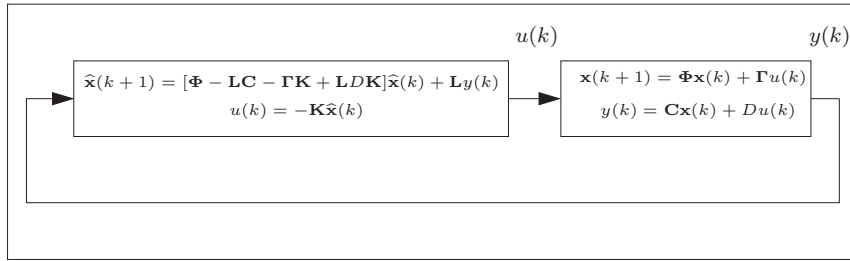 u(k)
y(k)
x̂(k + 1) = [Φ − LC − ΓK + LDK]x̂(k) + Ly(k)
u(k) = −Kx̂(k)
x(k + 1) = Φx(k) + Γu(k)
y(k) = Cx(k) + Du(k)